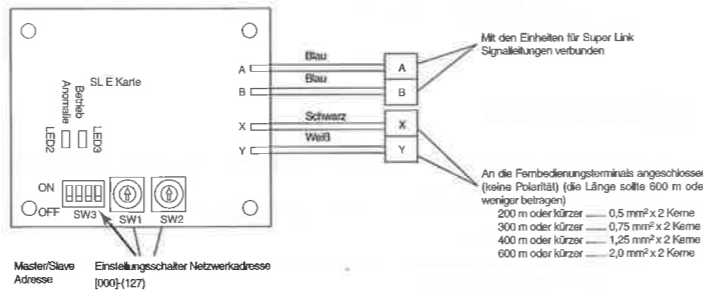 SL E Karte
Anomalie
Betrieb
LED2
LED3
ON
OFF
SW3
SW1
SW2
A
B
X
Y
Blau
Blau
Schwarz
Weiß
A
B
X
Y
Mit den Einheiten für Super Link
Signalleitungen verbunden
An die Fernbedienungsterminals angeschlossen
(keine Polarität) (die Länge sollte 600 m oder
weniger betragen)
200 m oder kürzer ..... 0,5 mm² x 2 Kerne
300 m oder kürzer ..... 0,75 mm² x 2 Kerne
400 m oder kürzer ..... 1,25 mm² x 2 Kerne
600 m oder kürzer ..... 2,0 mm² x 2 Kerne
Master/Slave
Adresse
Einstellungsschalter Netzwerkadresse
[000]-(127)